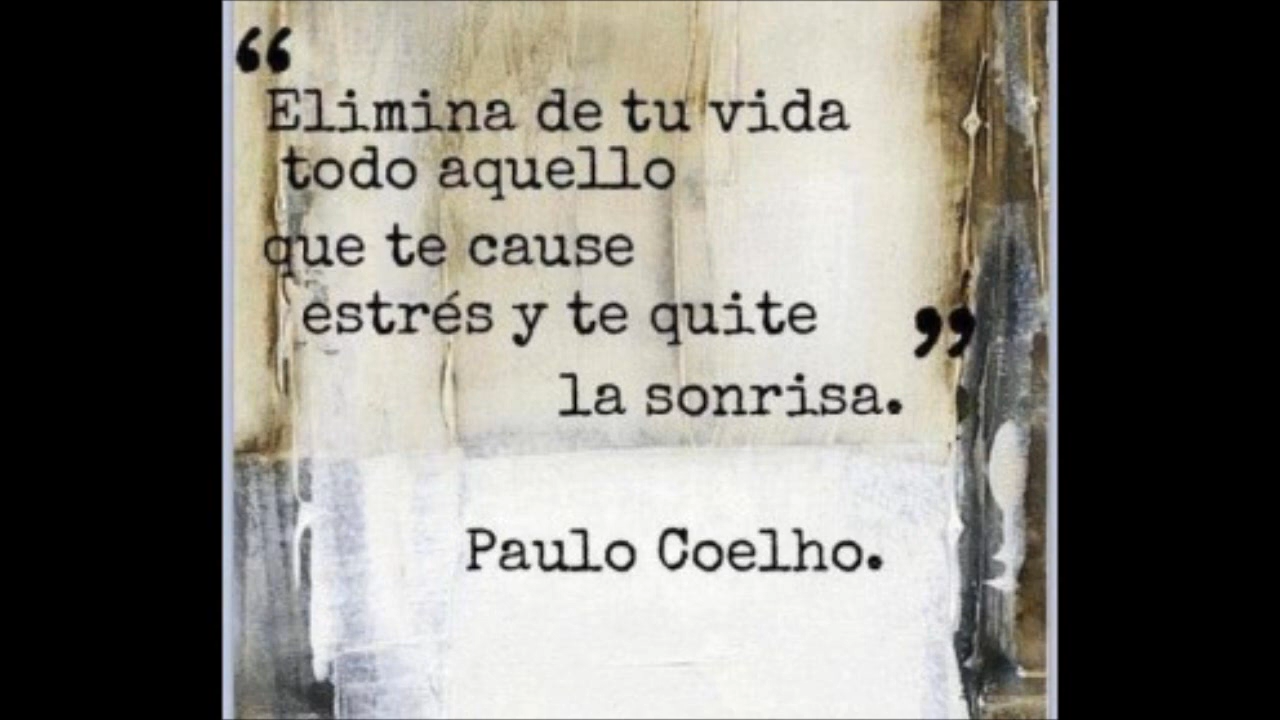 “
Elimina de tu vida
todo aquello
que te cause
estrés y te quite
la sonrisa. ”
Paulo Coelho.